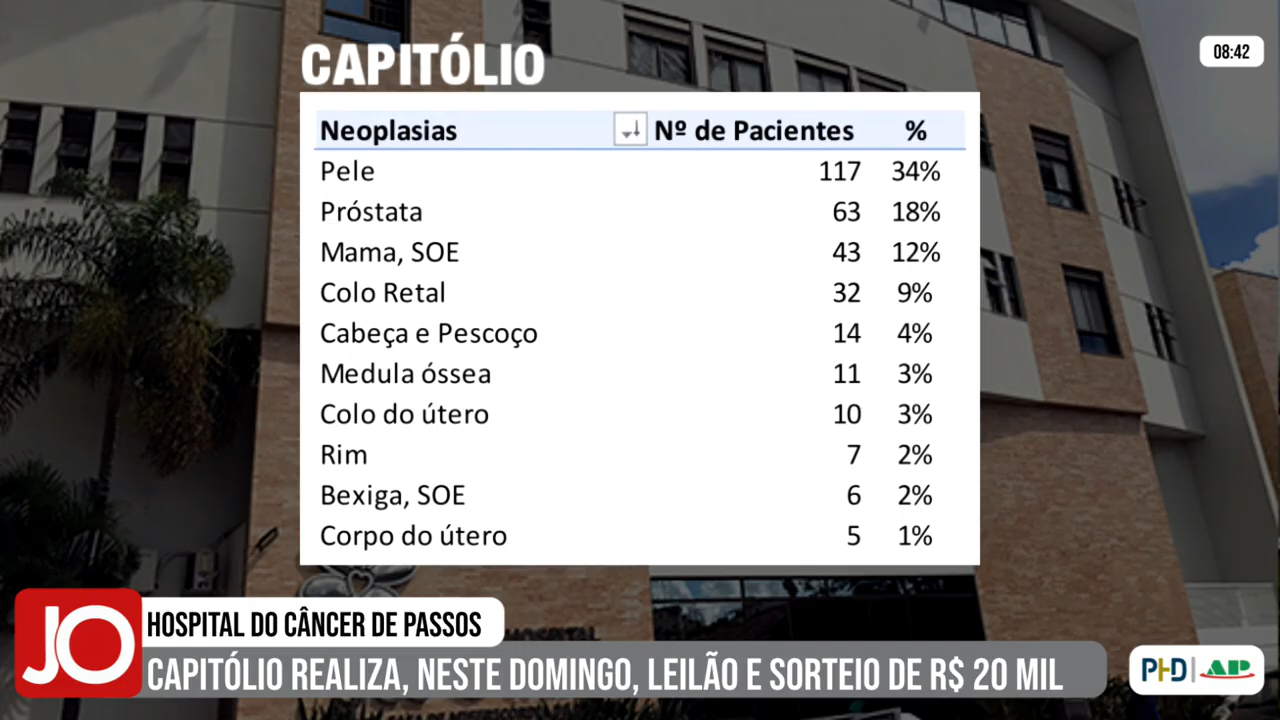 CAPITÓLIO
08:42
Neoplasias Nº de Pacientes %
Pele 117 34%
Próstata 63 18%
Mama, SOE 43 12%
Colo Retal 32 9%
Cabeça e Pescoço 14 4%
Medula óssea 11 3%
Colo do útero 10 3%
Rim 7 2%
Bexiga, SOE 6 2%
Corpo do útero 5 1%
JO
HOSPITAL DO CÂNCER DE PASSOS
CAPITÓLIO REALIZA, NESTE DOMINGO, LEILÃO E SORTEIO DE R$ 20 MIL
PHD AP